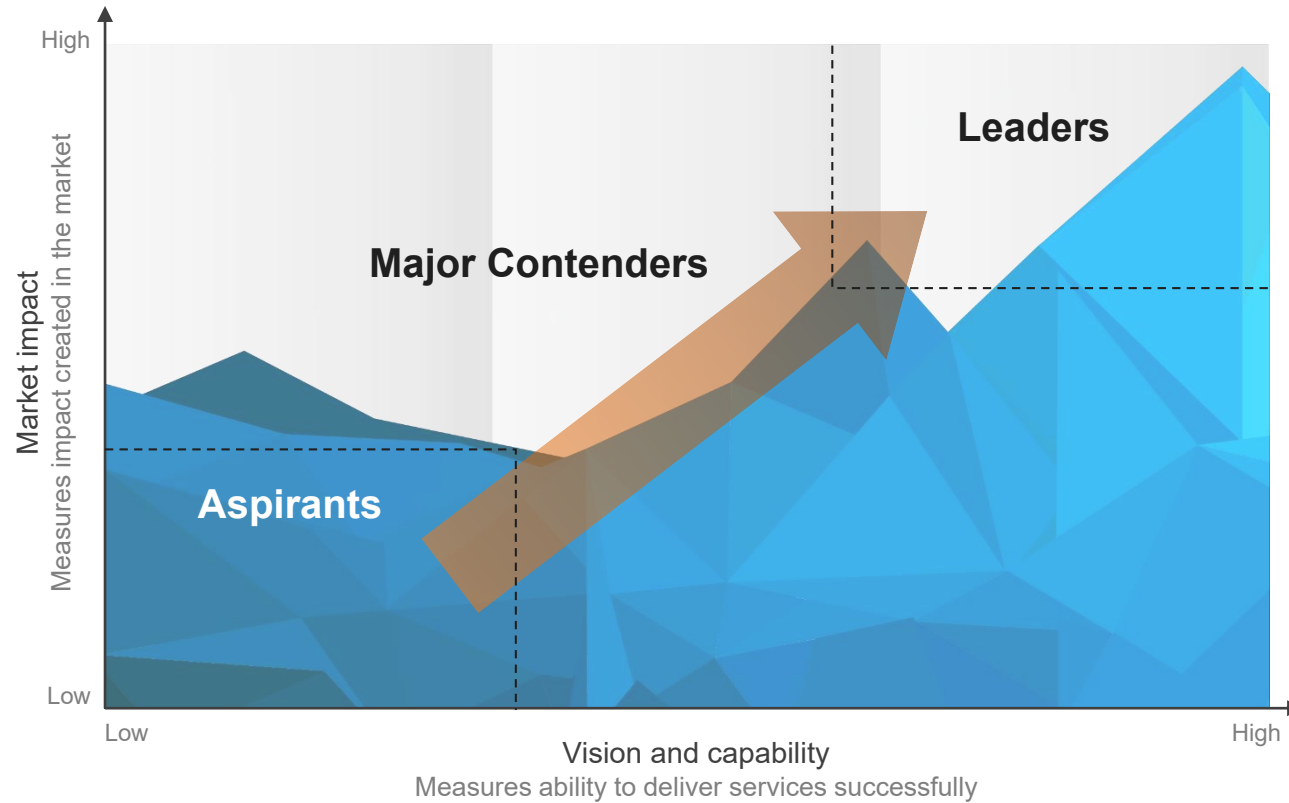 High
Leaders
Major Contenders
Market impact
Measures impact created in the market
Aspirants
Low
Low
High
Vision and capability
Measures ability to deliver services successfully